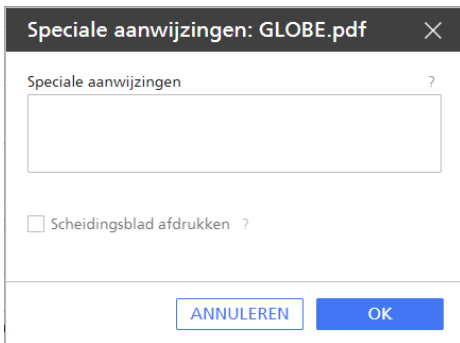 Speciale aanwijzingen: GLOBE.pdf
Speciale aanwijzingen ?
Scheidingsblad afdrukken ?
ANNULEREN OK